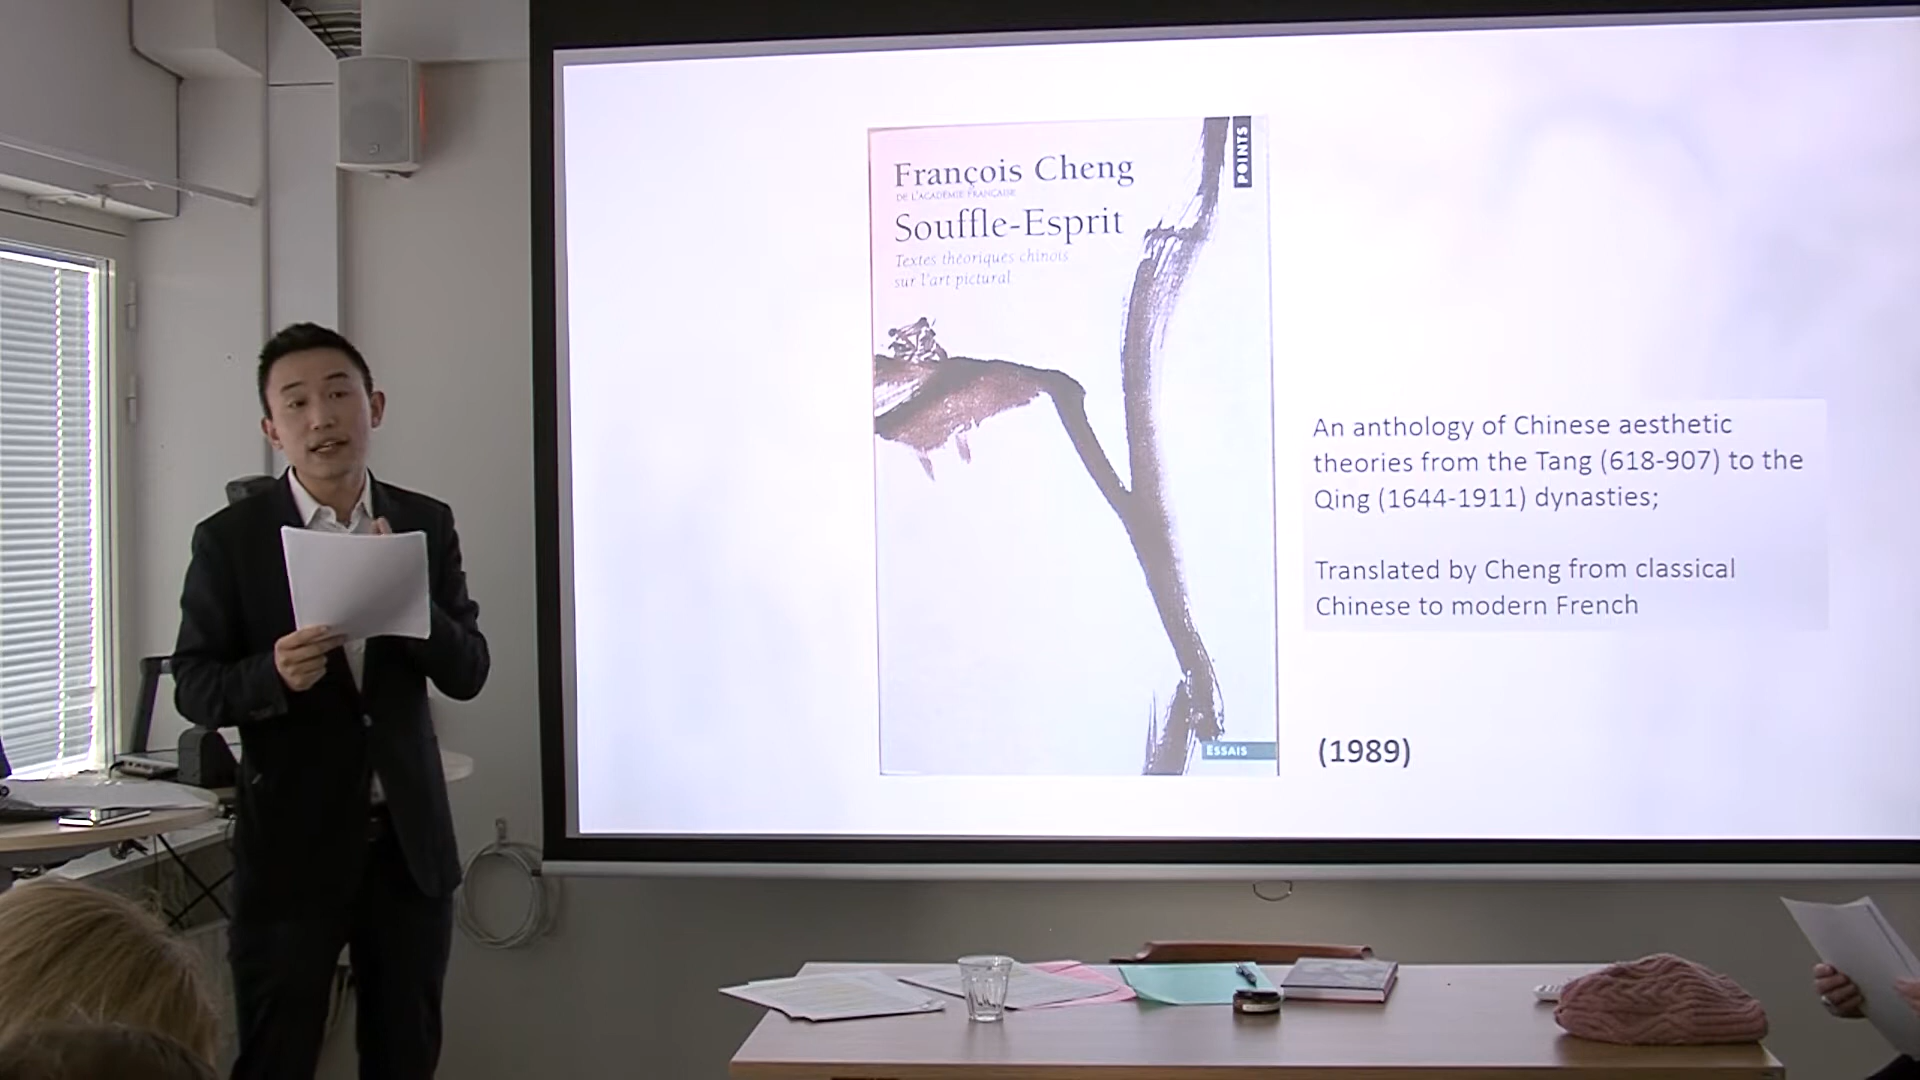 François Cheng
DE L'ACADÉMIE FRANÇAISE
Souffle-Esprit
Textes théoriques chinois
sur l'art pictural
POINTS
ESSAIS
An anthology of Chinese aesthetic
theories from the Tang (618-907) to the
Qing (1644-1911) dynasties;
Translated by Cheng from classical
Chinese to modern French
(1989)